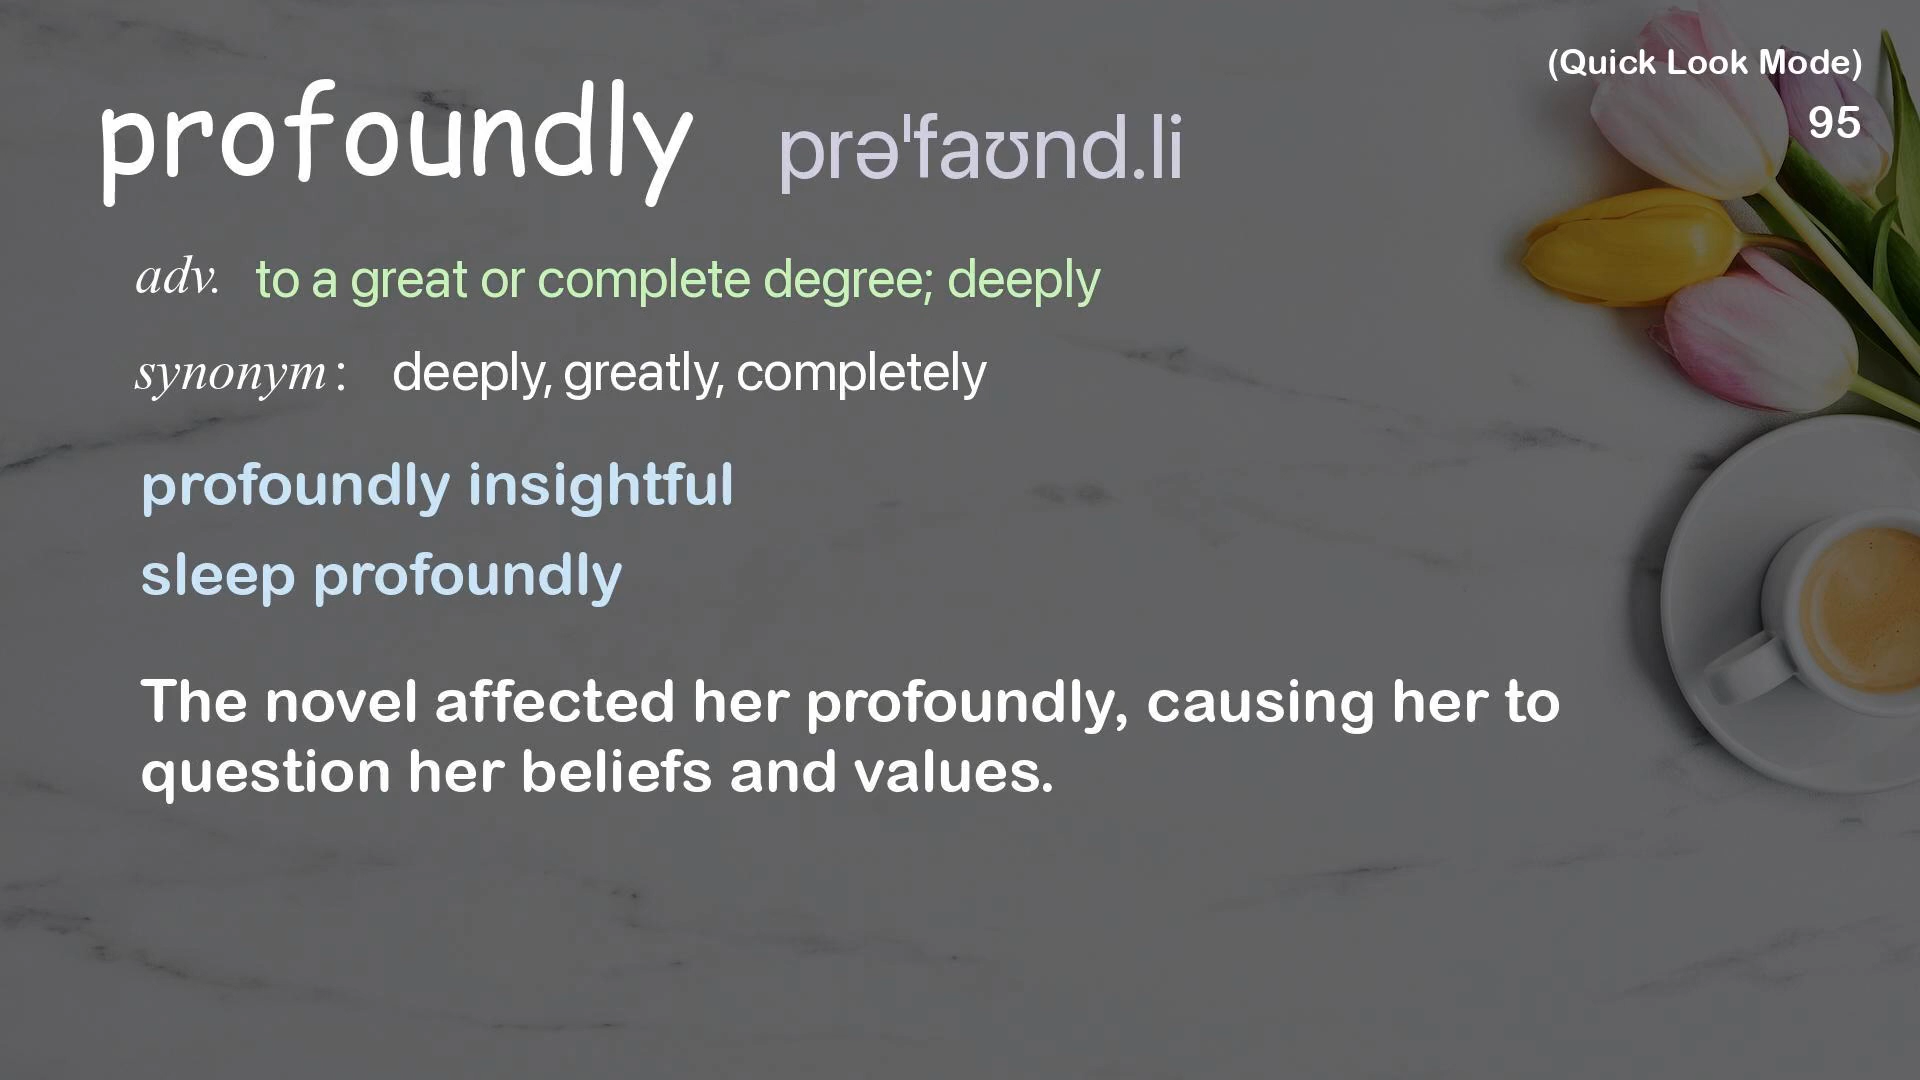 (Quick Look Mode)
95
profoundly prəˈfaʊnd.li
adv. to a great or complete degree; deeply
synonym: deeply, greatly, completely
profoundly insightful
sleep profoundly
The novel affected her profoundly, causing her to
question her beliefs and values.